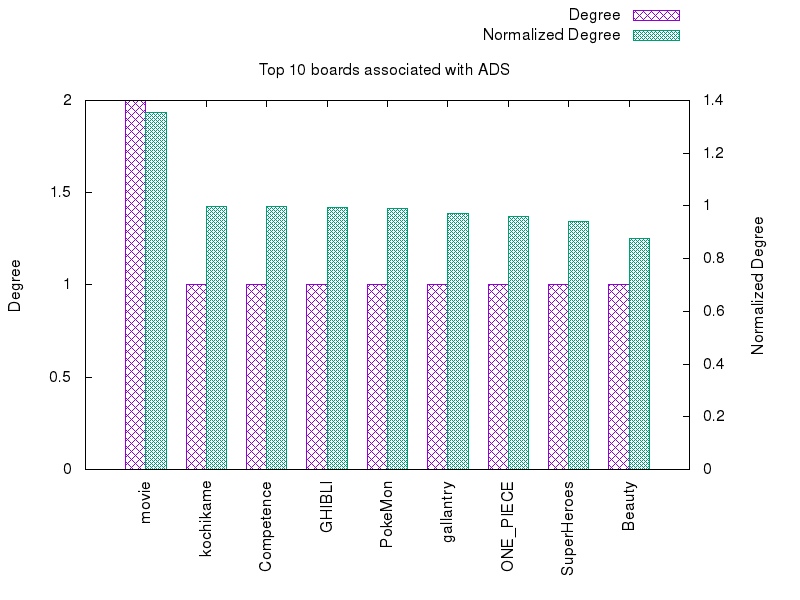 Degree
Normalized Degree
Top 10 boards associated with ADS
2
1.5
1
0.5
0
Degree
1.4
1.2
1
0.8
0.6
0.4
0.2
0
Normalized Degree
movie
kochikame
Competence
GHIBLI
PokeMon
gallantry
ONE_PIECE
SuperHeroes
Beauty